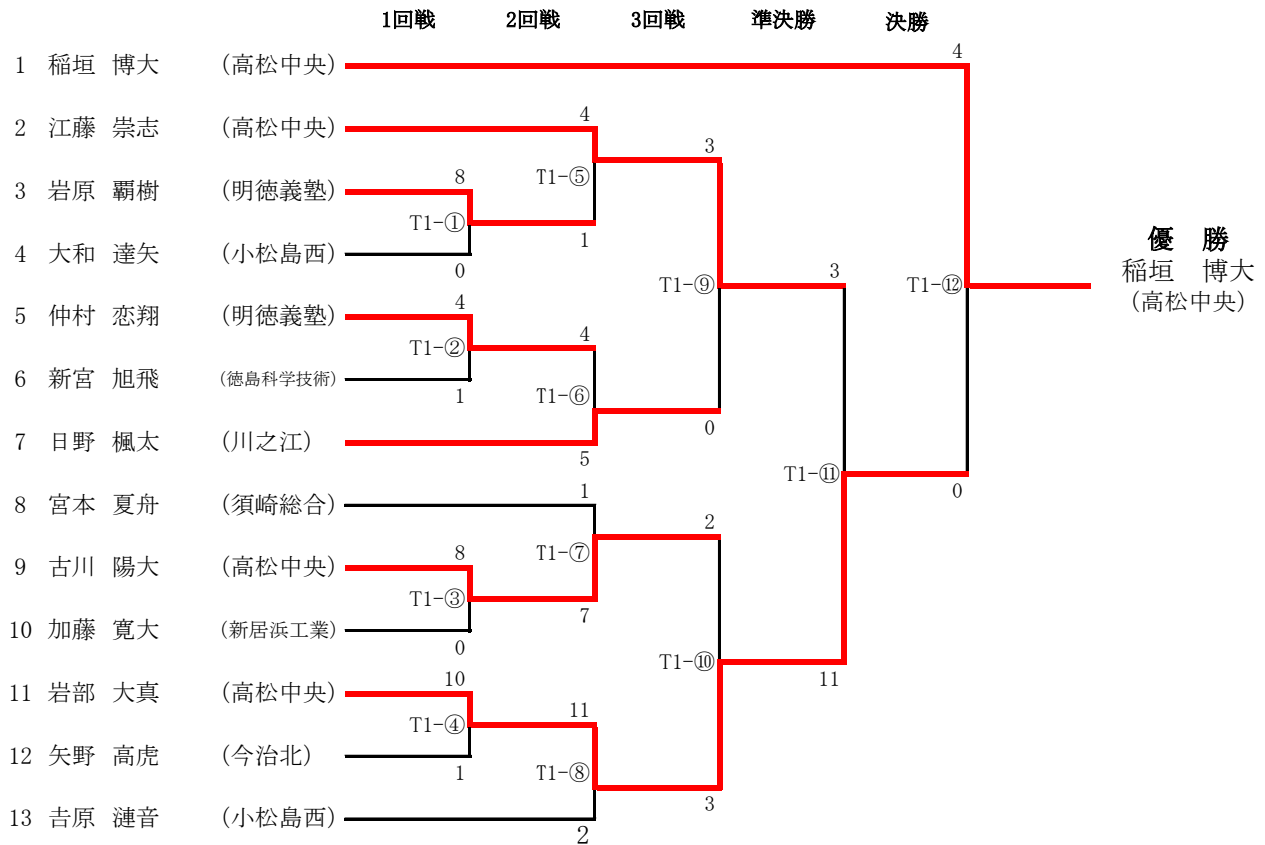 1回戦 2回戦 3回戦 準決勝 決勝
4
1 稲垣 博大 (高松中央)
4
2 江藤 崇志 (高松中央)
3
8 T1-⑤
3 岩原 覇樹 (明徳義塾)
T1-①
1
4 大和 達矢 (小松島西)
0
優 勝
稲垣 博大
(高松中央)
3
T1-⑨ T1-⑫
4
5 仲村 恋翔 (明徳義塾)
T1-② 4
6 新宮 旭飛 (徳島科学技術)
1 T1-⑥
0
7 日野 楓太 (川之江)
5
T1-⑪
1 0
8 宮本 夏舟 (須崎総合)
2
8 T1-⑦
9 古川 陽大 (高松中央)
T1-③
7
10 加藤 寛大 (新居浜工業)
0
T1-⑩
10 11
11 岩部 大真 (高松中央)
11
T1-④
12 矢野 高虎 (今治北)
1 T1-⑧
3
13 吉原 漣音 (小松島西)
2